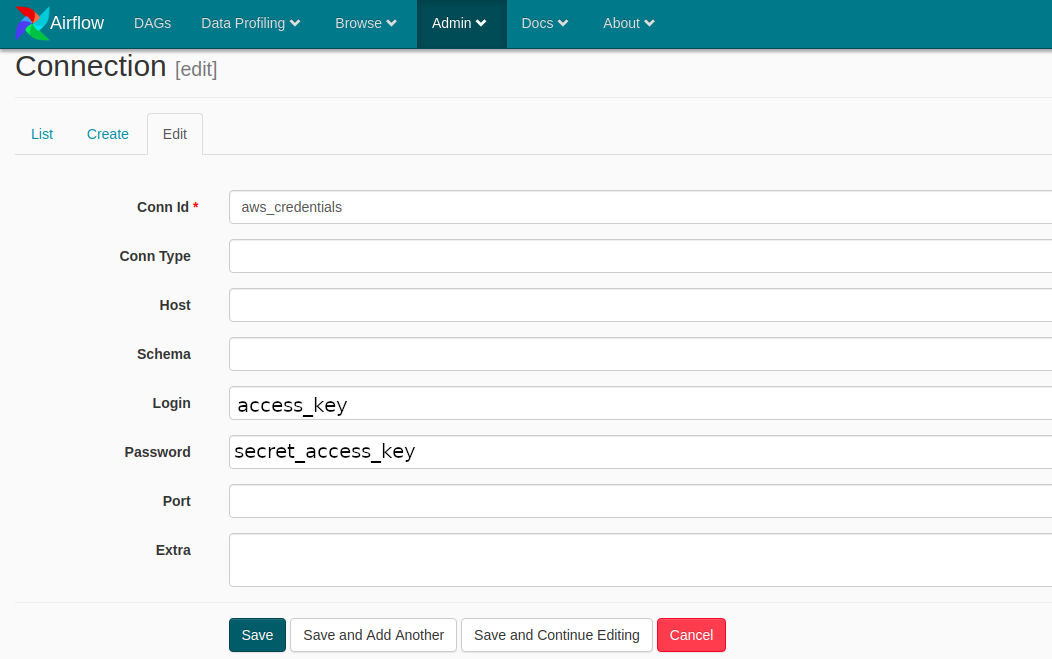 Airflow DAGs Data Profiling Browse Admin Docs About
Connection [edit]
List Create Edit
Conn Id * aws_credentials
Conn Type
Host
Schema
Login access_key
Password secret_access_key
Port
Extra
Save Save and Add Another Save and Continue Editing Cancel